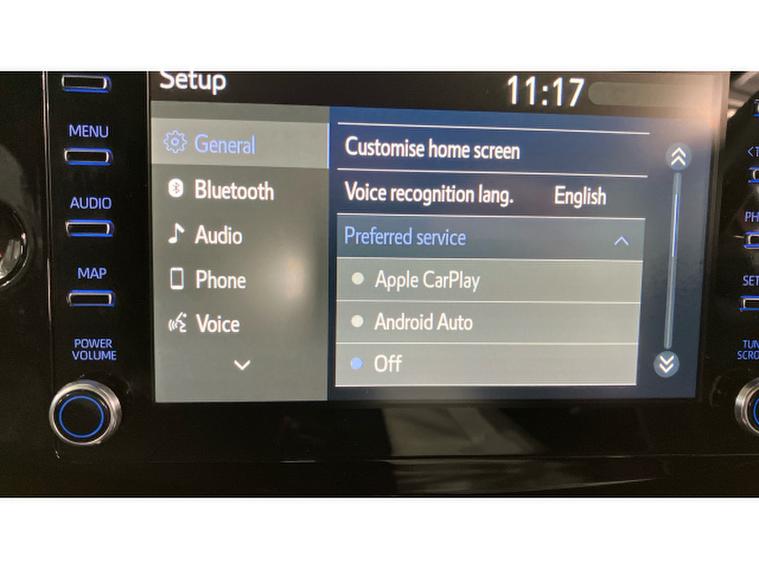 Setup
11:17
MENU
AUDIO
MAP
POWER
VOLUME
General
Bluetooth
Audio
Phone
Voice
Customise home screen
Voice recognition lang. English
Preferred service
Apple CarPlay
Android Auto
Off